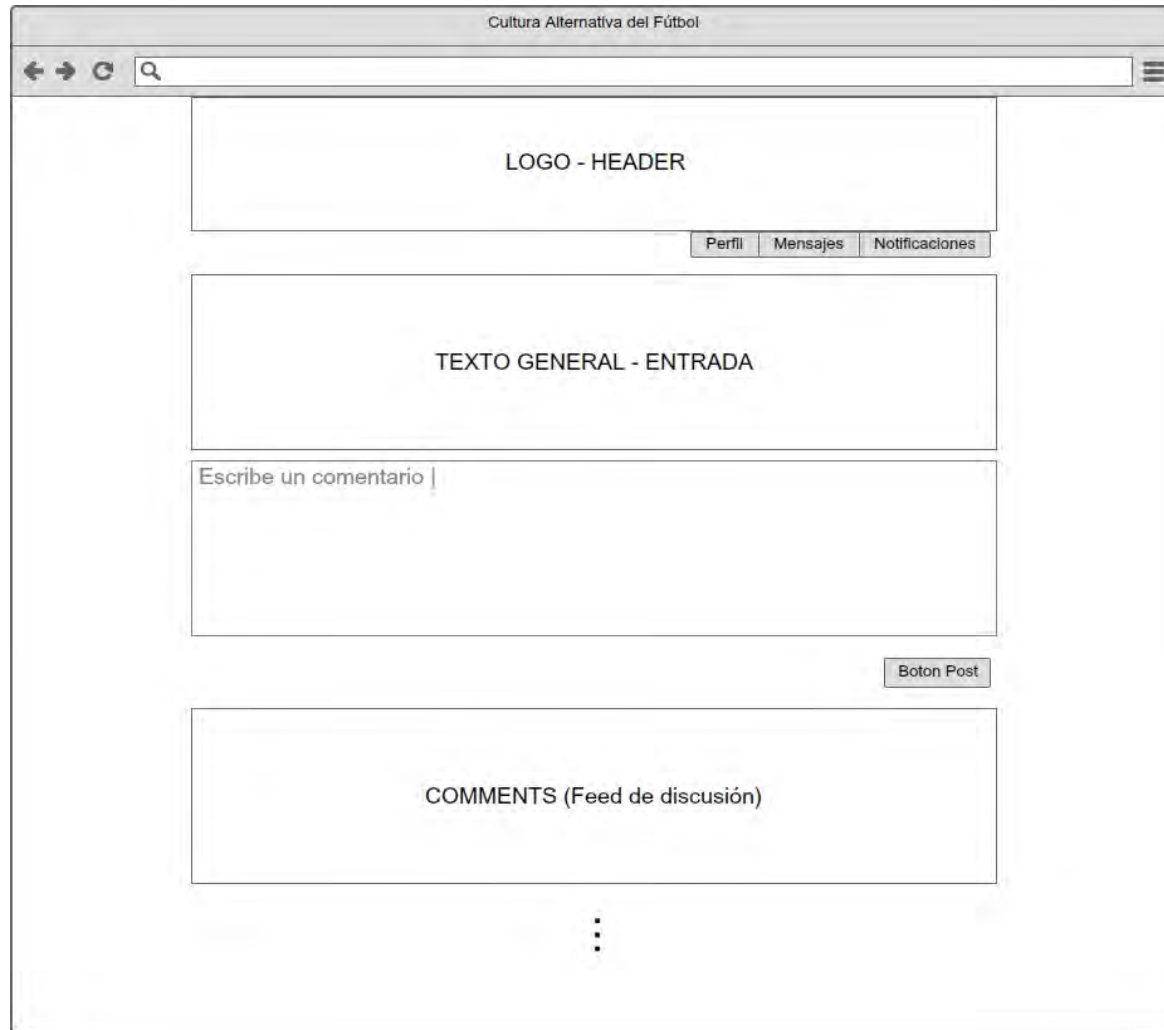 Cultura Alternativa del Fútbol
LOGO - HEADER
Perfil Mensajes Notificaciones
TEXTO GENERAL - ENTRADA
Escribe un comentario |
Boton Post
COMMENTS (Feed de discusión)